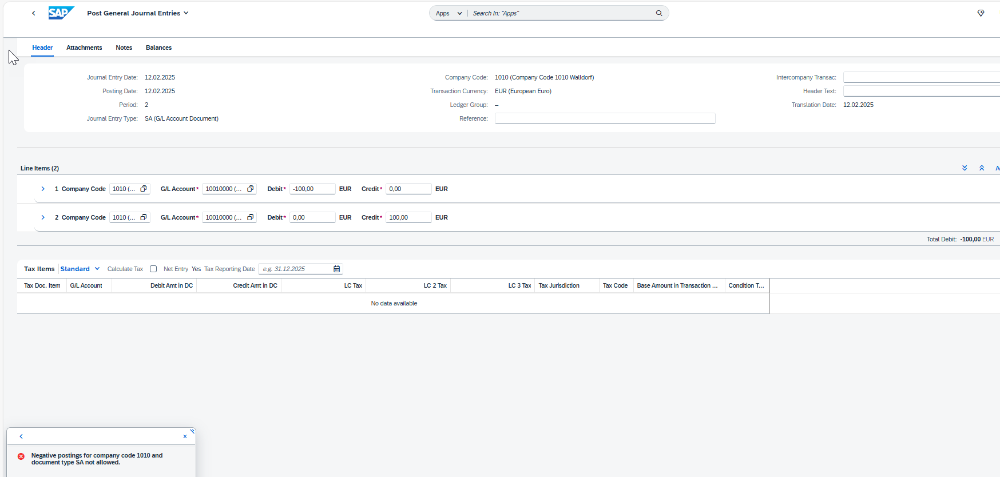 SAP Post General Journal Entries
Apps Search In: "Apps"
Header Attachments Notes Balances
Journal Entry Date: 12.02.2025 Company Code: 1010 (Company Code 1010 Walldorf) Intercompany Transac:
Posting Date: 12.02.2025 Transaction Currency: EUR (European Euro) Header Text:
Period: 2 Ledger Group: – Translation Date: 12.02.2025
Journal Entry Type: SA (G/L Account Document) Reference:
Line Items (2)
1 Company Code 1010 (... G/L Account* 10010000 (... Debit* -100,00 EUR Credit* 0,00 EUR
2 Company Code 1010 (... G/L Account* 10010000 (... Debit* 0,00 EUR Credit* 100,00 EUR
Total Debit: -100,00 EUR
Tax Items Standard Calculate Tax Net Entry Yes Tax Reporting Date e.g. 31.12.2025
Tax Doc. Item G/L Account Debit Amt in DC Credit Amt in DC LC Tax LC 2 Tax LC 3 Tax Tax Jurisdiction Tax Code Base Amount in Transaction ... Condition T...
No data available
Negative postings for company code 1010 and
document type SA not allowed.